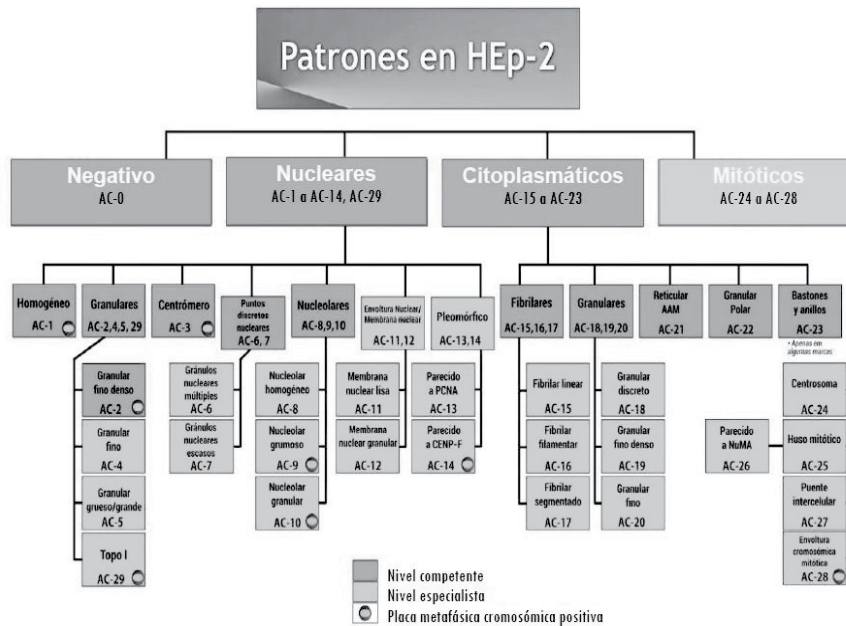 Patrones en HEp-2
Negativo
AC-0
Nucleares
AC-1 a AC-14, AC-29
Citoplasmáticos
AC-15 a AC-23
Mitóticos
AC-24 a AC-28
Homogéneo
AC-1
Granulares
AC-2,4,5, 29
Centrómero
AC-3
Puntos
discretos
nucleares
AC-6, 7
Nucleolares
AC-8,9,10
Envoltura Nuclear/
Membrana nuclear
AC-11,12
Pleomórfico
AC-13,14
Fibrilares
AC-15,16,17
Granulares
AC-18,19,20
Reticular
AAM
AC-21
Granular
Polar
AC-22
Bastones
y anillos
AC-23
• Apenas em
algumas marcas
Granular
fino denso
AC-2
Granular
fino
AC-4
Granular
grueso/grande
AC-5
Topo I
AC-29
Gránulos
nucleares
múltiples
AC-6
Gránulos
nucleares
escasos
AC-7
Nucleolar
homogéneo
AC-8
Nucleolar
grumoso
AC-9
Nucleolar
granular
AC-10
Membrana
nuclear lisa
AC-11
Membrana
nuclear granular
AC-12
Parecido
a PCNA
AC-13
Parecido
a CENP-F
AC-14
Fibrilar linear
AC-15
Fibrilar
filamentar
AC-16
Fibrilar
segmentado
AC-17
Granular
discreto
AC-18
Granular
fino denso
AC-19
Granular
fino
AC-20
Parecido
a NuMA
AC-26
Centrosoma
AC-24
Huso mitótico
AC-25
Puente
intercelular
AC-27
Envoltura
cromosómica
mitótica
AC-28
Nivel competente
Nivel especialista
Placa metafásica cromosómica positiva